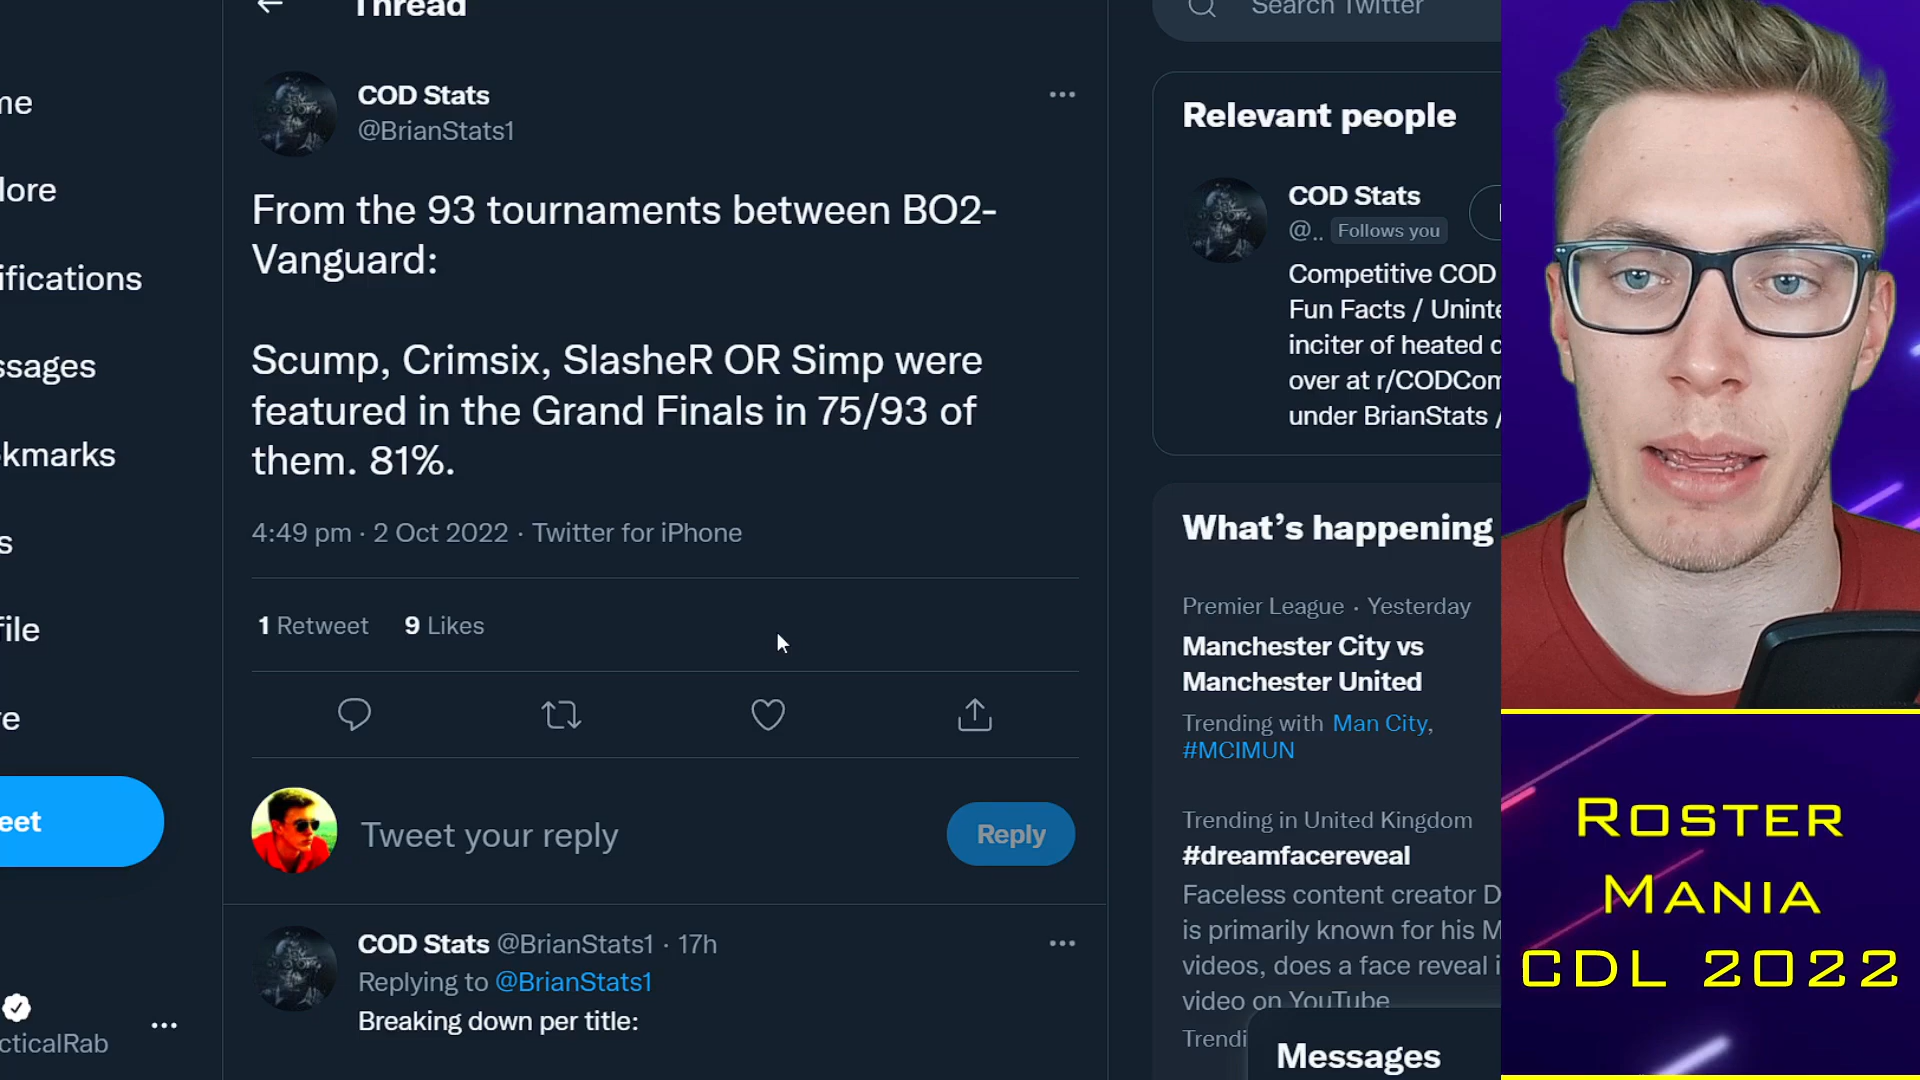 Thread
Search Twitter
me
lore
ifications
ssages
okmarks
s
file
re
eet
cticalRab
COD Stats
@BrianStats1
From the 93 tournaments between BO2-
Vanguard:
Scump, Crimsix, SlasheR OR Simp were
featured in the Grand Finals in 75/93 of
them. 81%.
4:49 pm · 2 Oct 2022 · Twitter for iPhone
1 Retweet 9 Likes
Tweet your reply
Reply
COD Stats @BrianStats1 · 17h
Replying to @BrianStats1
Breaking down per title:
Relevant people
COD Stats
@.. Follows you
Competitive COD
Fun Facts / Uninte
inciter of heated c
over at r/CODCom
under BrianStats /
What's happening
Premier League · Yesterday
Manchester City vs
Manchester United
Trending with Man City,
#MCIMUN
Trending in United Kingdom
#dreamfacereveal
Faceless content creator D
is primarily known for his M
videos, does a face reveal i
video on YouTube
Trendi
Messages
ROSTER
MANIA
CDL 2022